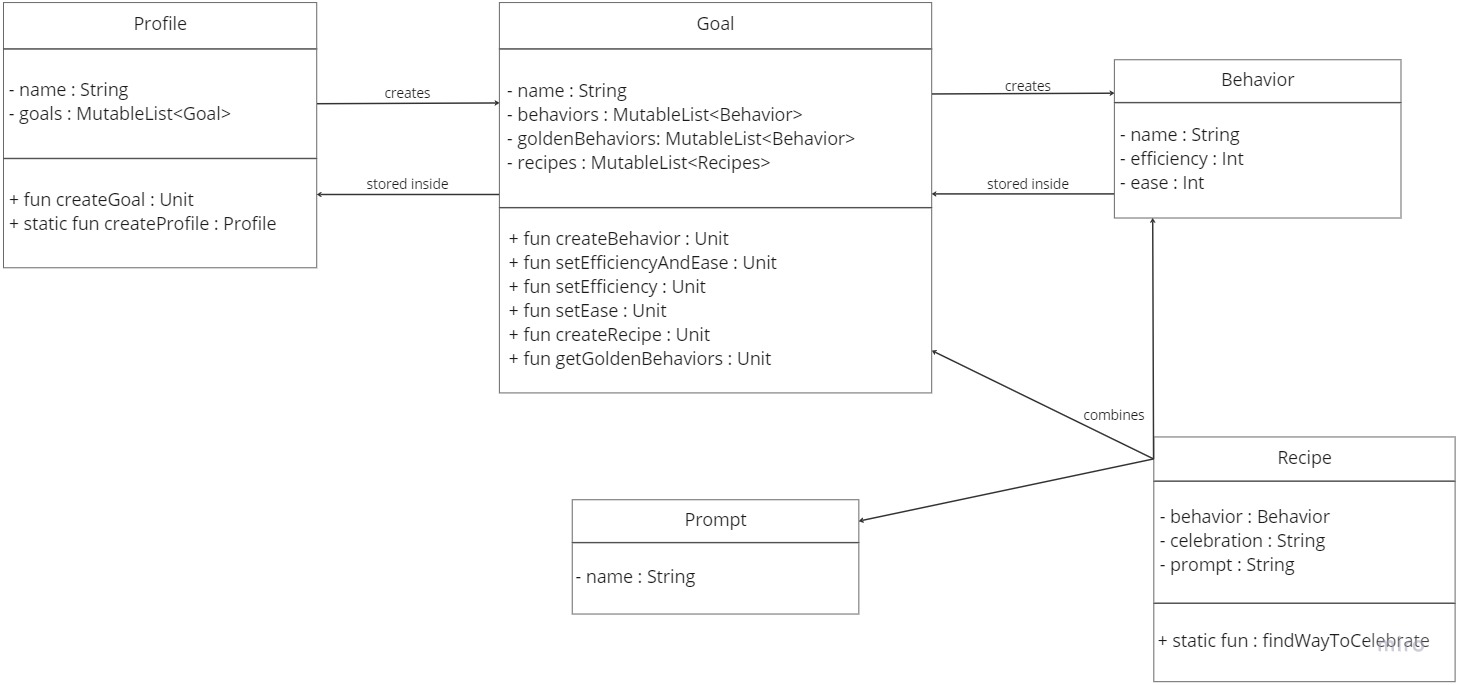 Profile
- name : String
- goals : MutableList<Goal>
+ fun createGoal : Unit
+ static fun createProfile : Profile
creates
stored inside
Goal
- name : String
- behaviors : MutableList<Behavior>
- goldenBehaviors: MutableList<Behavior>
- recipes : MutableList<Recipes>
+ fun createBehavior : Unit
+ fun setEfficiencyAndEase : Unit
+ fun setEfficiency : Unit
+ fun setEase : Unit
+ fun createRecipe : Unit
+ fun getGoldenBehaviors : Unit
creates
stored inside
Behavior
- name : String
- efficiency : Int
- ease : Int
combines
Prompt
- name : String
Recipe
- behavior : Behavior
- celebration : String
- prompt : String
+ static fun : findWayToCelebrate
miro